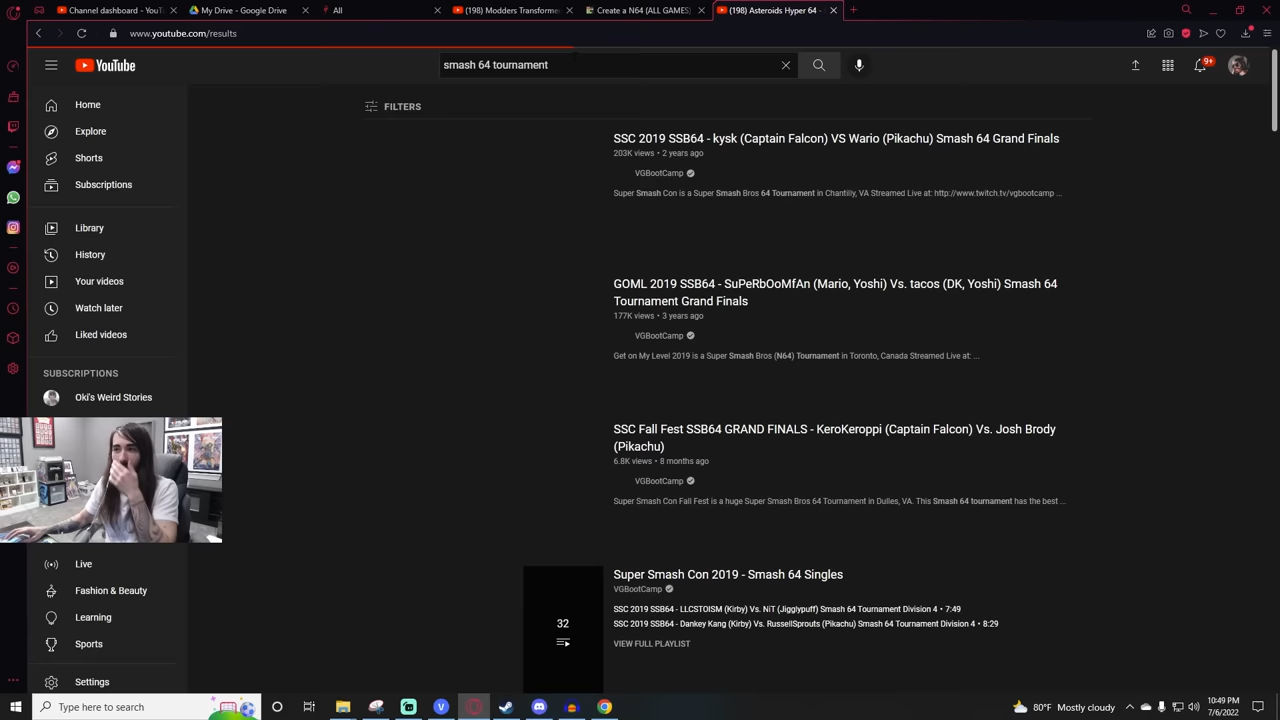 (198) Channel dashboard - YouTu
My Drive - Google Drive
All
(198) Modders Transforme
Create a N64 (ALL GAMES)
(198) Asteroids Hyper 64 -
www.youtube.com/results
YouTube
smash 64 tournament
9+
Home
Explore
Shorts
Subscriptions
Library
History
Your videos
Watch later
Liked videos
SUBSCRIPTIONS
Oki's Weird Stories
Live
Fashion & Beauty
Learning
Sports
Settings
FILTERS
SSC 2019 SSB64 - kysk (Captain Falcon) VS Wario (Pikachu) Smash 64 Grand Finals
203K views • 2 years ago
VGBootCamp
Super Smash Con is a Super Smash Bros 64 Tournament in Chantilly, VA Streamed Live at: http://www.twitch.tv/vgbootcamp ...
GOML 2019 SSB64 - SuPeRbOoMfAn (Mario, Yoshi) Vs. tacos (DK, Yoshi) Smash 64
Tournament Grand Finals
177K views • 3 years ago
VGBootCamp
Get on My Level 2019 is a Super Smash Bros (N64) Tournament in Toronto, Canada Streamed Live at: ...
SSC Fall Fest SSB64 GRAND FINALS - KeroKeroppi (Captain Falcon) Vs. Josh Brody
(Pikachu)
6.8K views • 8 months ago
VGBootCamp
Super Smash Con Fall Fest is a huge Super Smash Bros 64 Tournament in Dulles, VA. This Smash 64 tournament has the best ...
32
Super Smash Con 2019 - Smash 64 Singles
VGBootCamp
SSC 2019 SSB64 - LLCSTOISM (Kirby) Vs. NiT (Jigglypuff) Smash 64 Tournament Division 4 • 7:49
SSC 2019 SSB64 - Dankey Kang (Kirby) Vs. RussellSprouts (Pikachu) Smash 64 Tournament Division 4 • 8:29
VIEW FULL PLAYLIST
Type here to search
80°F Mostly cloudy
10:49 PM
7/6/2022